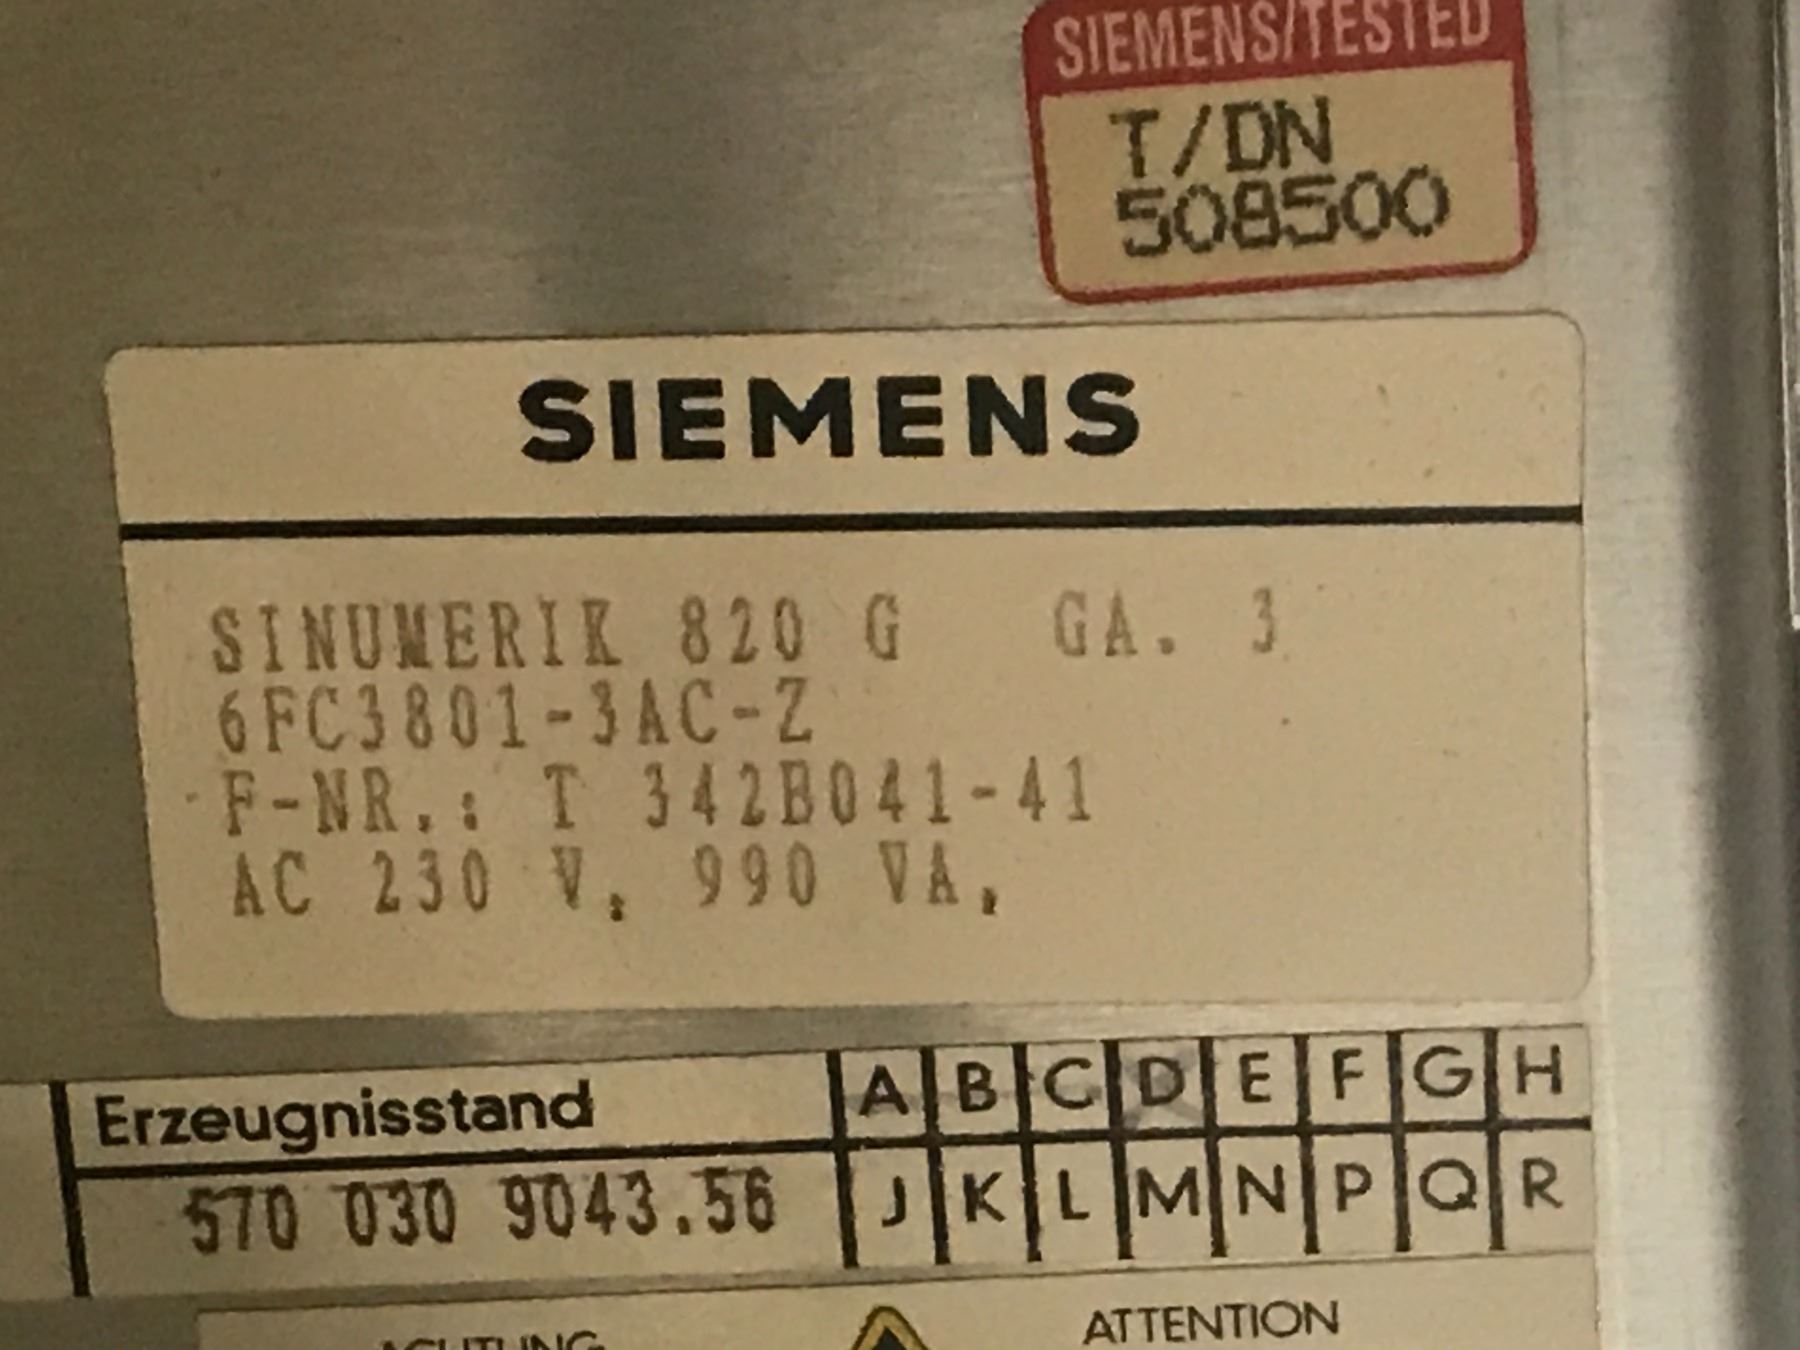 SIEMENS/TESTED
T/DN
508500
SIEMENS
SINUMERIK 820 G GA. 3
6FC3801-3AC-Z
F-NR.: T 342B041-41
AC 230 V, 990 VA,
Erzeugnisstand A B C D E F G H
570 030 9043.56 J K L M N P Q R
ACHTUNG ATTENTION